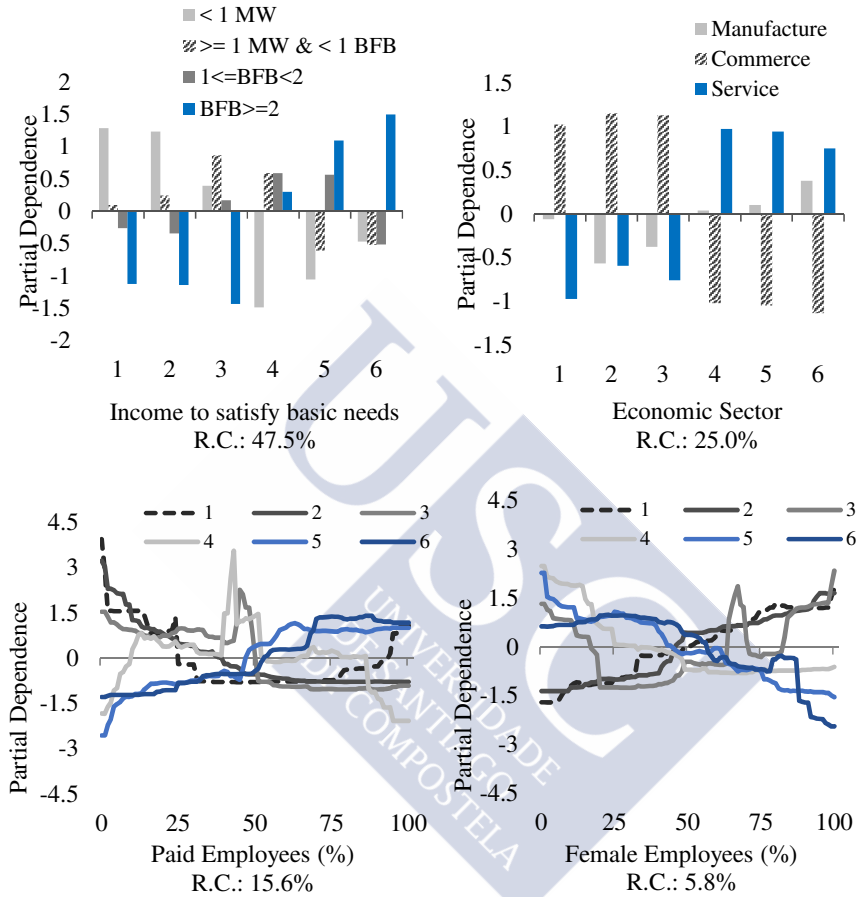 < 1 MW
>= 1 MW & < 1 BFB
1<=BFB<2
BFB>=2
Partial Dependence
2
1.5
1
0.5
0
-0.5
-1
-1.5
-2
1 2 3 4 5 6
Income to satisfy basic needs
R.C.: 47.5%
Manufacture
Commerce
Service
Partial Dependence
1.5
1
0.5
0
-0.5
-1
-1.5
1 2 3 4 5 6
Economic Sector
R.C.: 25.0%
1 2 3
4 5 6
Partial Dependence
4.5
3
1.5
0
-1.5
-3
-4.5
0 25 50 75 100
Paid Employees (%)
R.C.: 15.6%
1 2 3
4 5 6
Partial Dependence
4.5
3
1.5
0
-1.5
-3
-4.5
0 25 50 75 100
Female Employees (%)
R.C.: 5.8%
USC
UNIVERSIDADE
DE SANTIAGO
DE COMPOSTELA